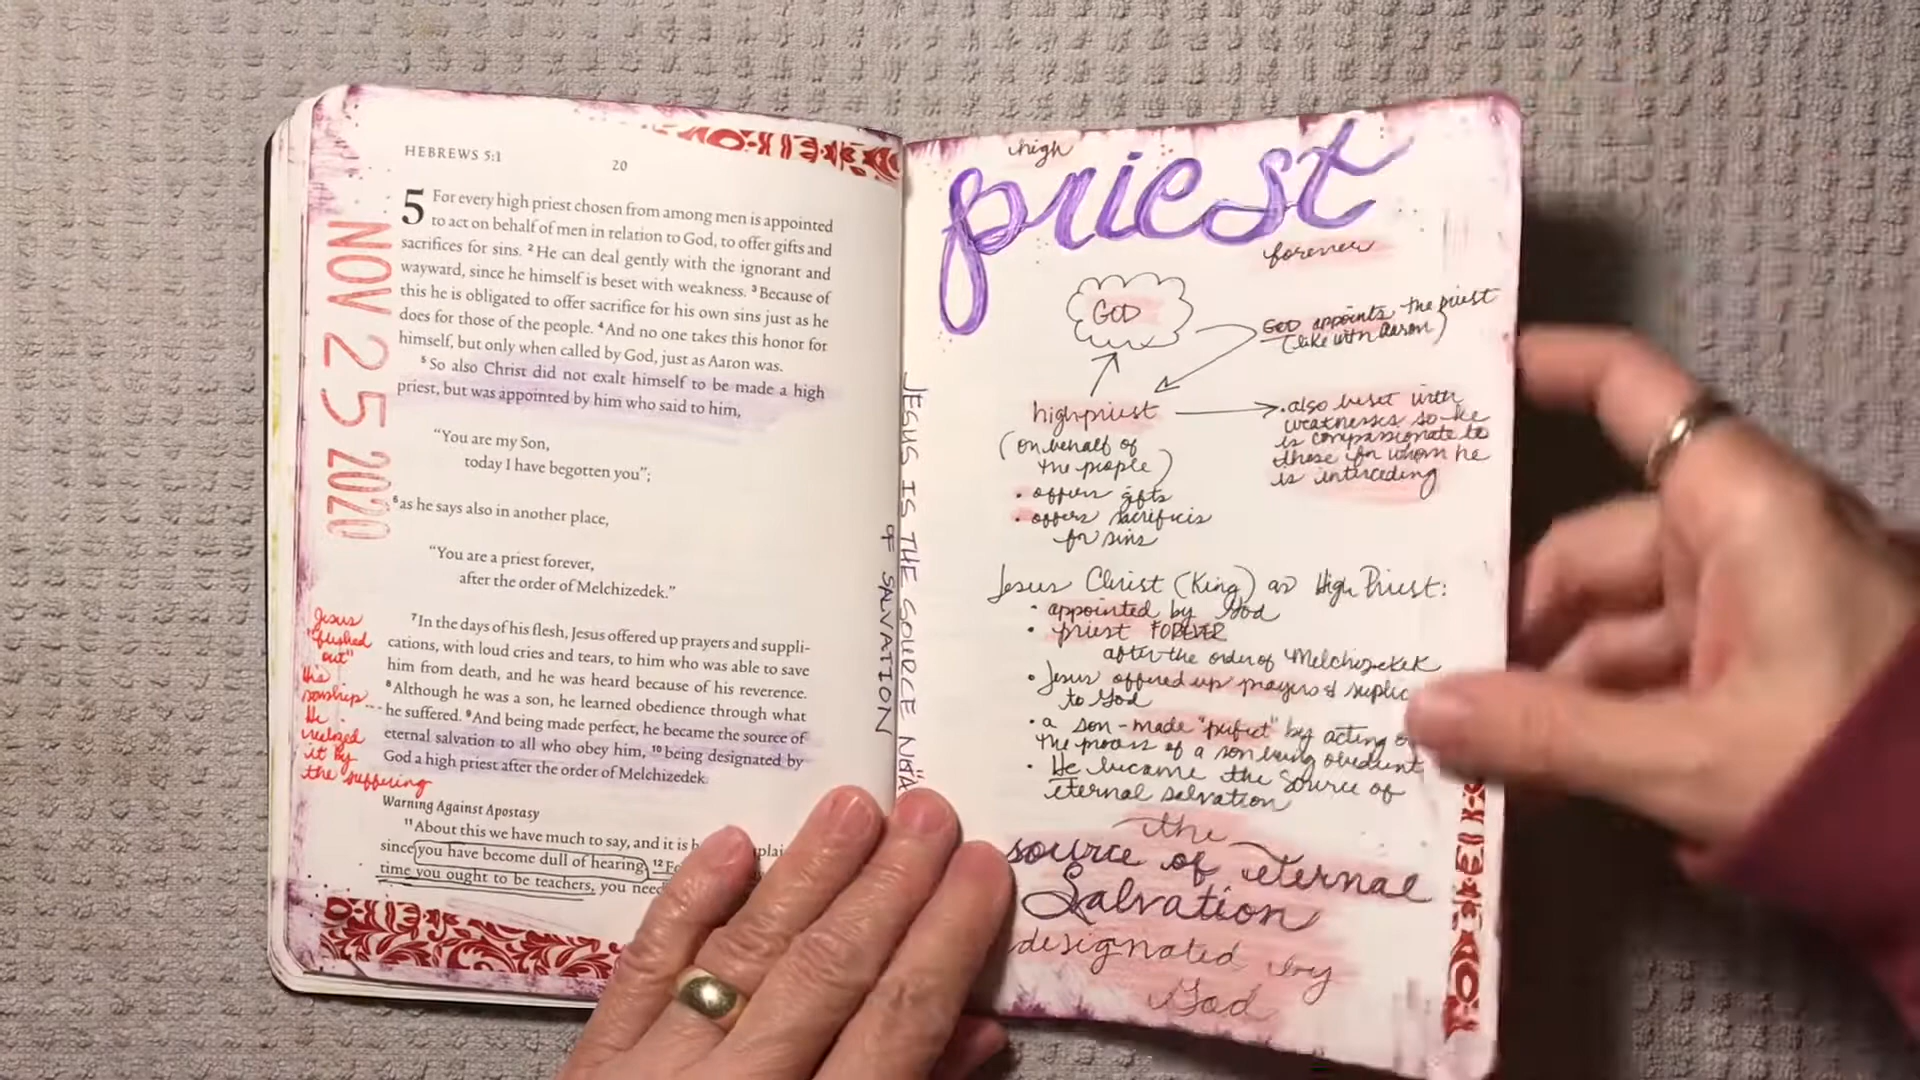 HEBREWS 5:1
20
5 For every high priest chosen from among men is appointed
to act on behalf of men in relation to God, to offer gifts and
sacrifices for sins. 2 He can deal gently with the ignorant and
wayward, since he himself is beset with weakness. 3 Because of
this he is obligated to offer sacrifice for his own sins just as he
does for those of the people. 4 And no one takes this honor for
himself, but only when called by God, just as Aaron was.
5 So also Christ did not exalt himself to be made a high
priest, but was appointed by him who said to him,
“You are my Son,
today I have begotten you”;
6 as he says also in another place,
“You are a priest forever,
after the order of Melchizedek.”
7 In the days of his flesh, Jesus offered up prayers and suppli-
cations, with loud cries and tears, to him who was able to save
him from death, and he was heard because of his reverence.
8 Although he was a son, he learned obedience through what
he suffered. 9 And being made perfect, he became the source of
eternal salvation to all who obey him, 10 being designated by
God a high priest after the order of Melchizedek.
Warning Against Apostasy
11 About this we have much to say, and it is
since you have become dull of hearing. 12
time you ought to be teachers, you need
NOV 25 2020
Jesus
"fleshed
out"
His
sonship
He
realized
it by
the suffering
JESUS IS THE SOURCE
OF SALVATION
high
priest
forever
GOD
GOD appoints the priest
(like with Aaron)
high priest
(on behalf of
the people)
• offers gifts
• offers sacrifices
for sins
• also beset with
weaknesses so he
is compassionate to
those for whom he
is interceding
Jesus Christ (King) as High Priest:
• appointed by God
• priest FOREVER
after the order of Melchizekek
• Jesus offered up prayers & suplic
to God
• a son-made "perfect" by acting
the process of a son being obedient
• He became the Source of
eternal salvation
the
source of eternal
Salvation
designated by
God